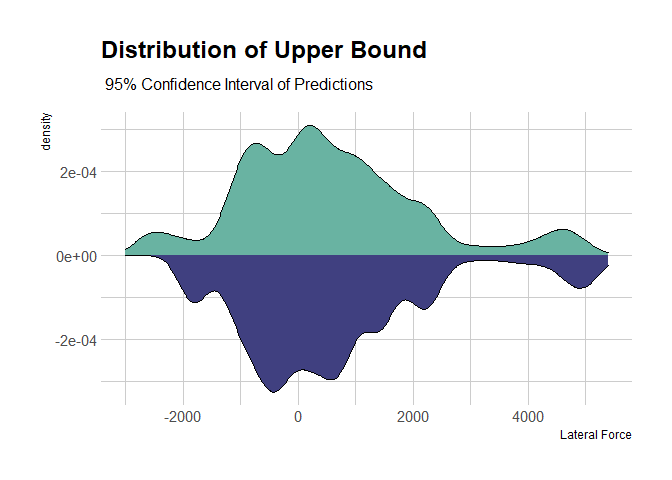 Distribution of Upper Bound
95% Confidence Interval of Predictions
density
2e-04
0e+00
-2e-04
-2000 0 2000 4000
Lateral Force